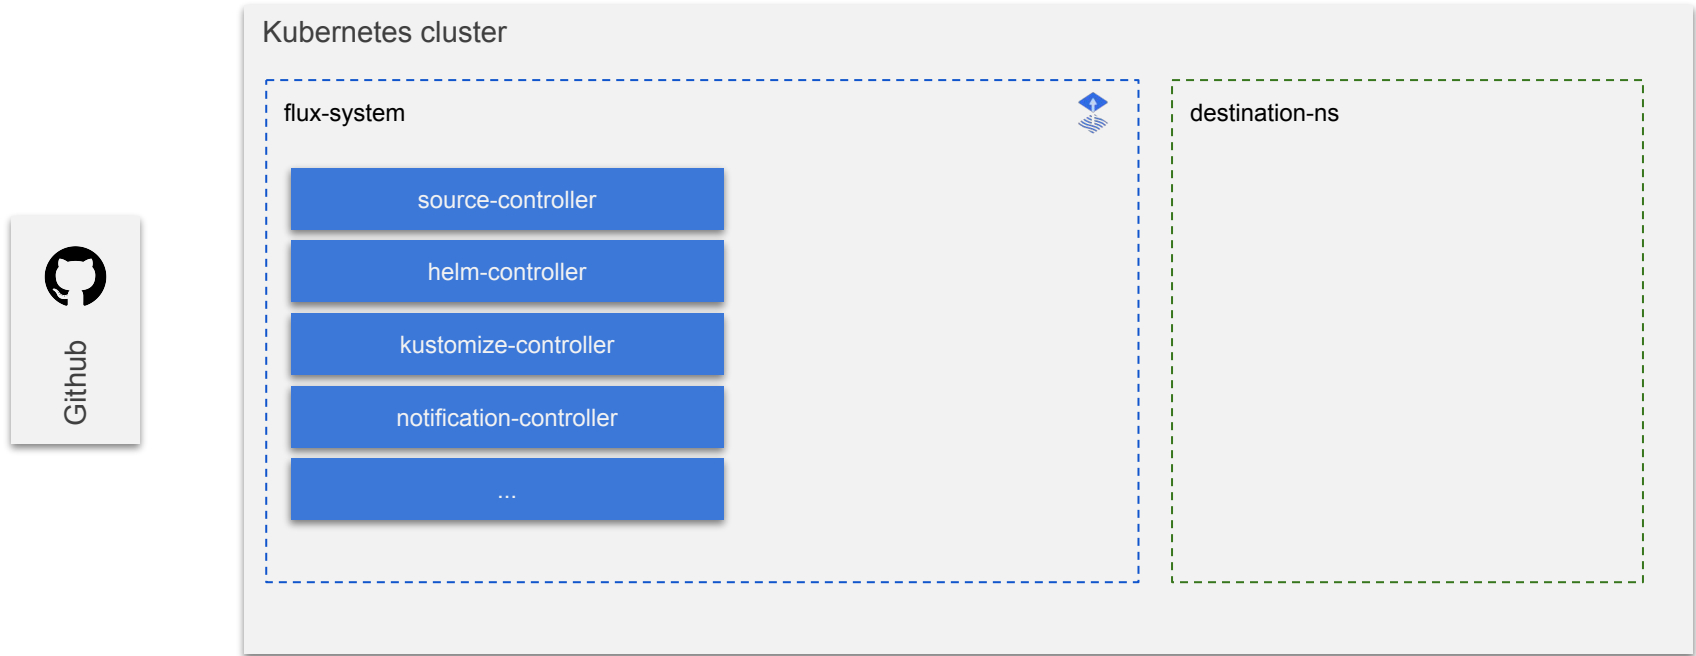 Kubernetes cluster
flux-system
destination-ns
source-controller
helm-controller
kustomize-controller
notification-controller
...
Github